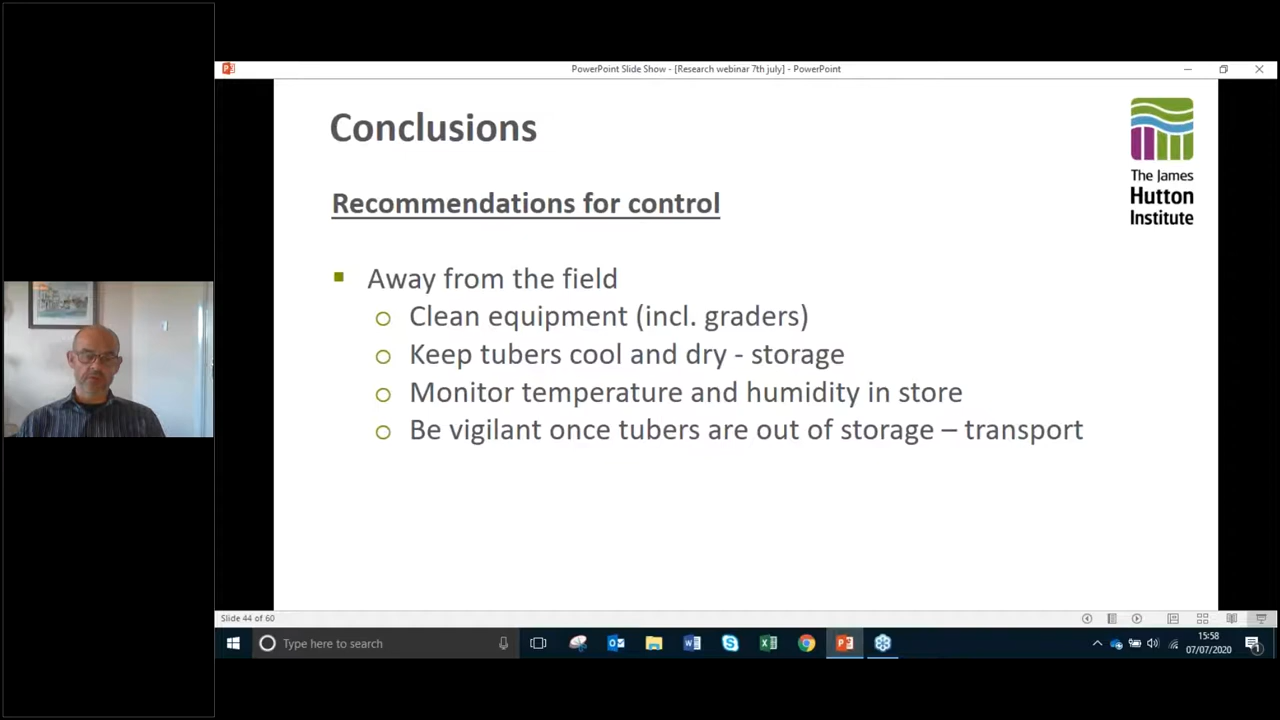 PowerPoint Slide Show - [Research webinar 7th july] - PowerPoint
Conclusions
The James
Hutton
Institute
Recommendations for control
Away from the field
Clean equipment (incl. graders)
Keep tubers cool and dry - storage
Monitor temperature and humidity in store
Be vigilant once tubers are out of storage – transport
Slide 44 of 60
Type here to search
15:58
07/07/2020
1